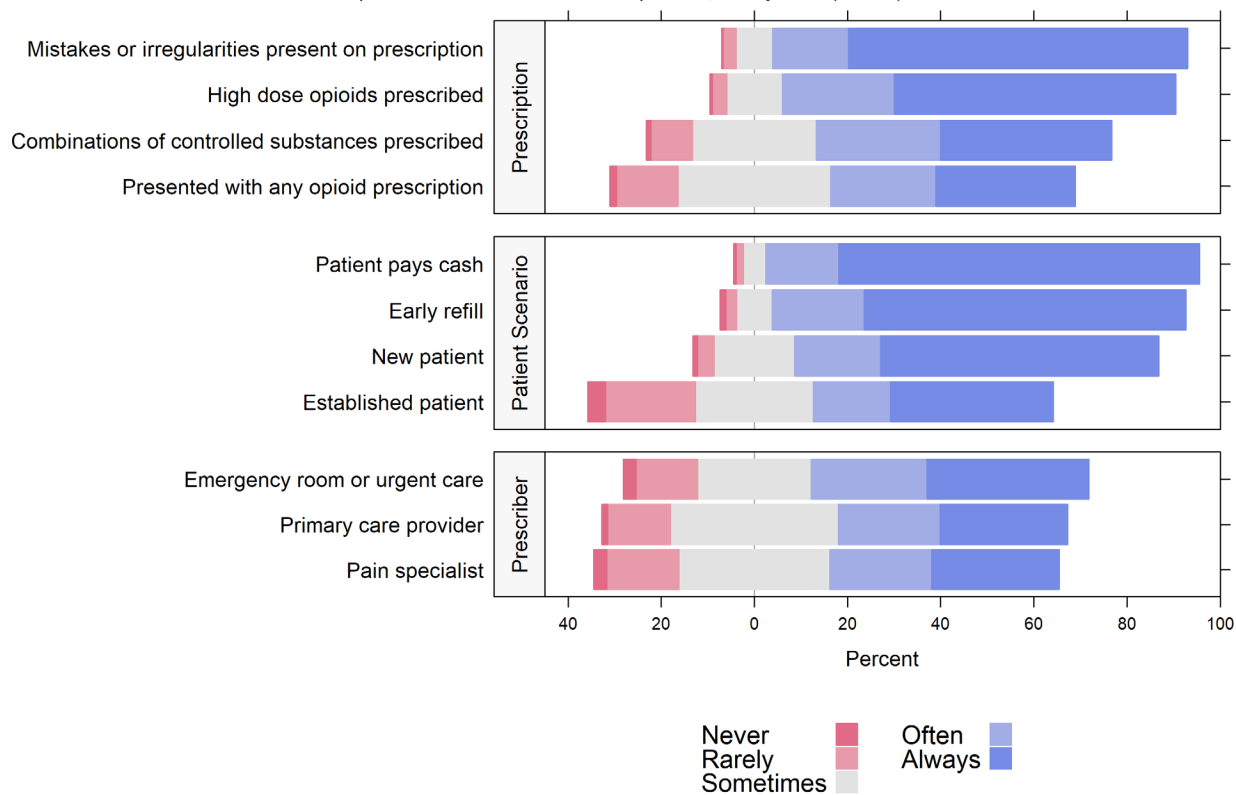 Mistakes or irregularities present on prescription
High dose opioids prescribed
Combinations of controlled substances prescribed
Presented with any opioid prescription
Prescription
Patient pays cash
Early refill
New patient
Established patient
Patient Scenario
Emergency room or urgent care
Primary care provider
Pain specialist
Prescriber
40 20 0 20 40 60 80 100
Percent
Never Often
Rarely Always
Sometimes